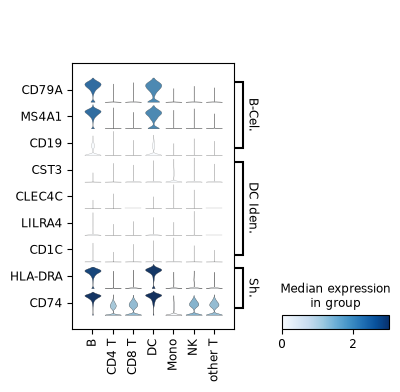 CD79A
MS4A1
CD19
CST3
CLEC4C
LILRA4
CD1C
HLA-DRA
CD74
B-Cel.
DC Iden.
Sh.
B
CD4 T
CD8 T
DC
Mono
NK
other T
Median expression
in group
0
2